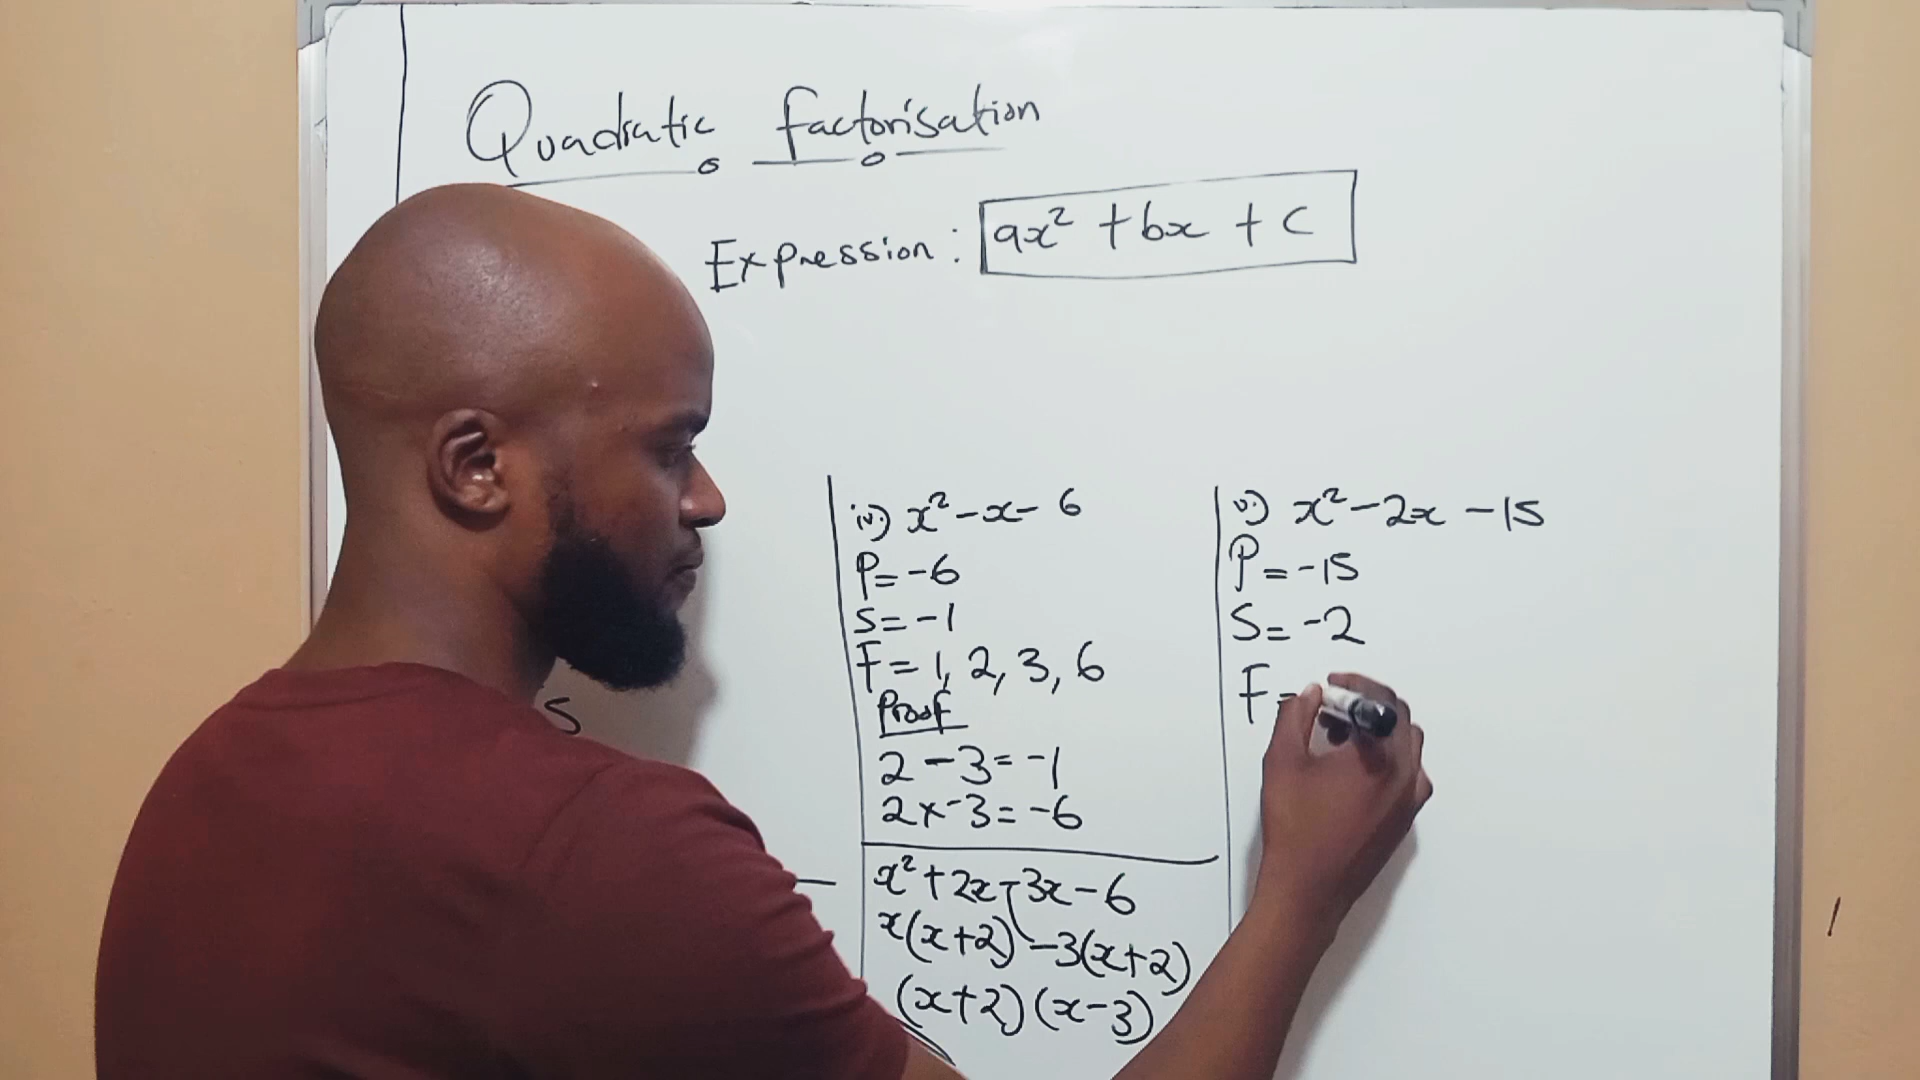 Quadratic factorisation
Expression: ax² + bx + c
iv) x² - x - 6
P = -6
S = -1
F = 1, 2, 3, 6
Proof
2 - 3 = -1
2 x -3 = -6
x² + 2x - 3x - 6
x(x+2) - 3(x+2)
(x+2)(x-3)
v) x² - 2x - 15
P = -15
S = -2
F =